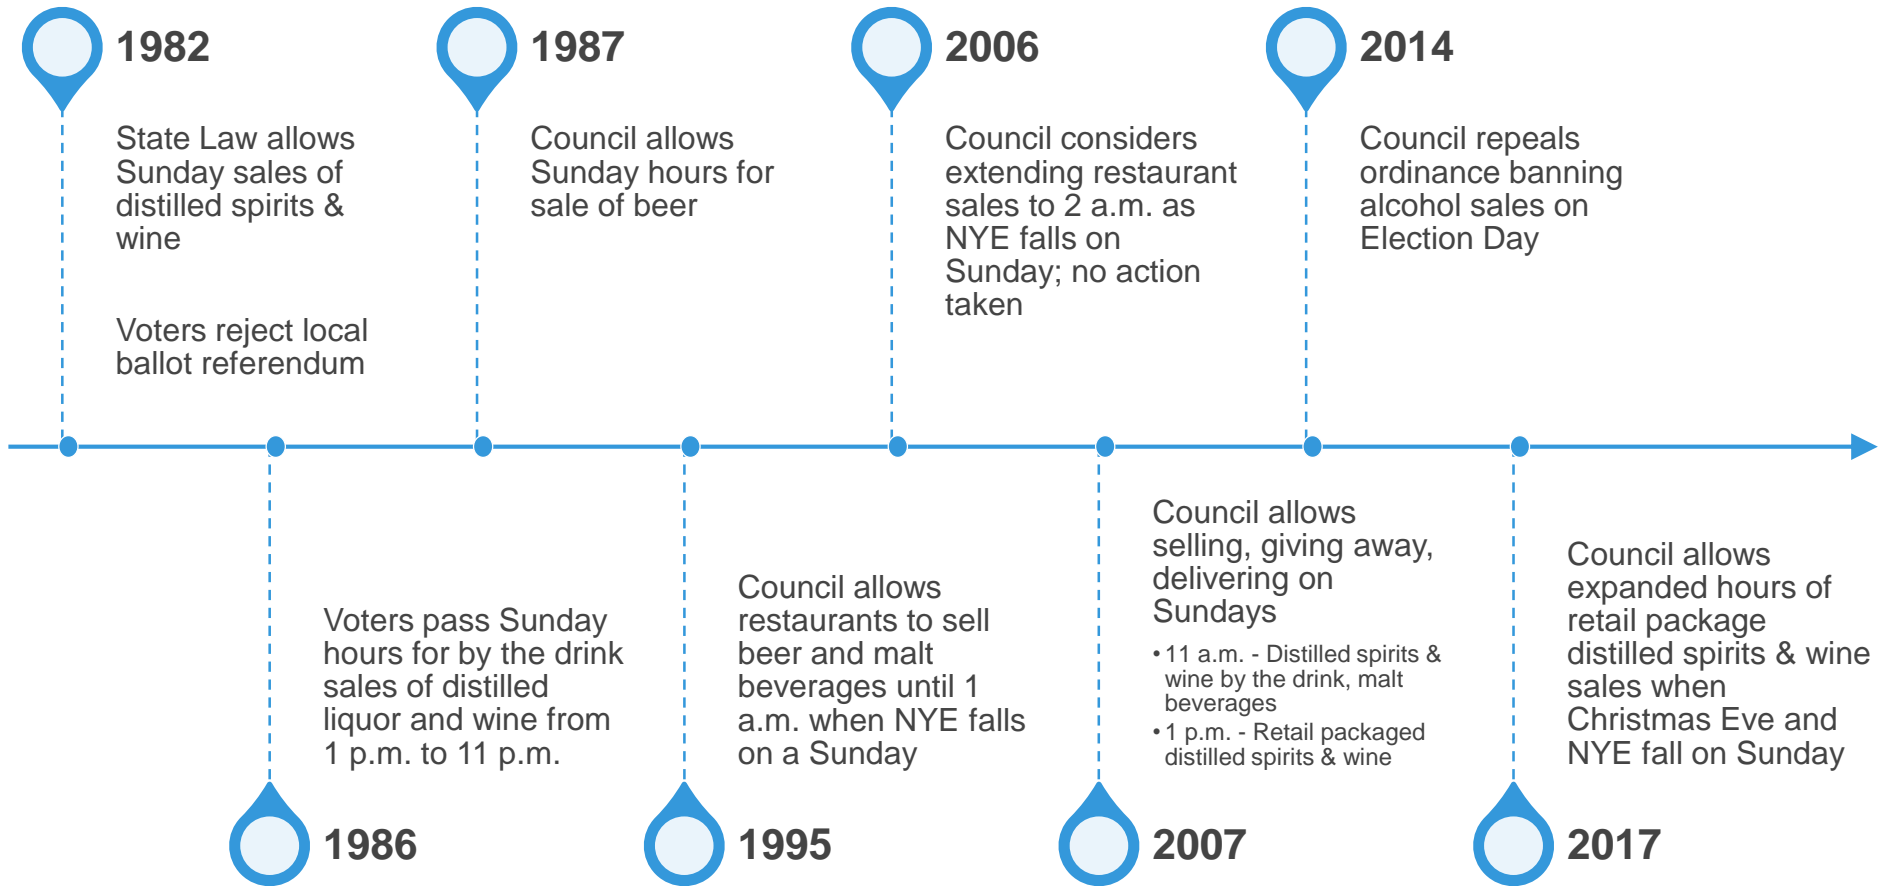 1982
State Law allows
Sunday sales of
distilled spirits &
wine
Voters reject local
ballot referendum
1987
Council allows
Sunday hours for
sale of beer
2006
Council considers
extending restaurant
sales to 2 a.m. as
NYE falls on
Sunday; no action
taken
2014
Council repeals
ordinance banning
alcohol sales on
Election Day
Voters pass Sunday
hours for by the drink
sales of distilled
liquor and wine from
1 p.m. to 11 p.m.
1986
Council allows
restaurants to sell
beer and malt
beverages until 1
a.m. when NYE falls
on a Sunday
1995
Council allows
selling, giving away,
delivering on
Sundays
• 11 a.m. - Distilled spirits &
wine by the drink, malt
beverages
• 1 p.m. - Retail packaged
distilled spirits & wine
2007
Council allows
expanded hours of
retail package
distilled spirits & wine
sales when
Christmas Eve and
NYE fall on Sunday
2017